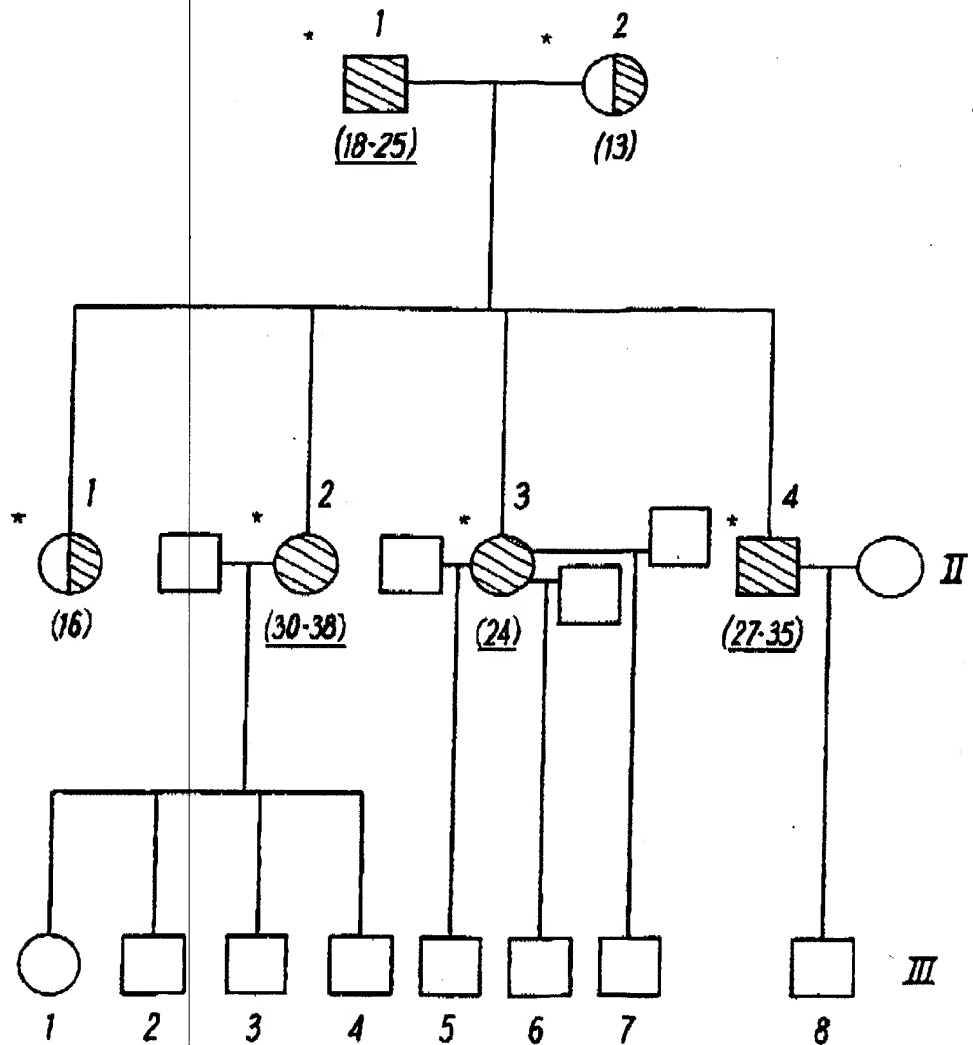 * 1 * 2
(18-25) (13)
* 1 * 2 * 3 * 4
II
(16) (30-38) (24) (27-35)
III
1 2 3 4 5 6 7 8